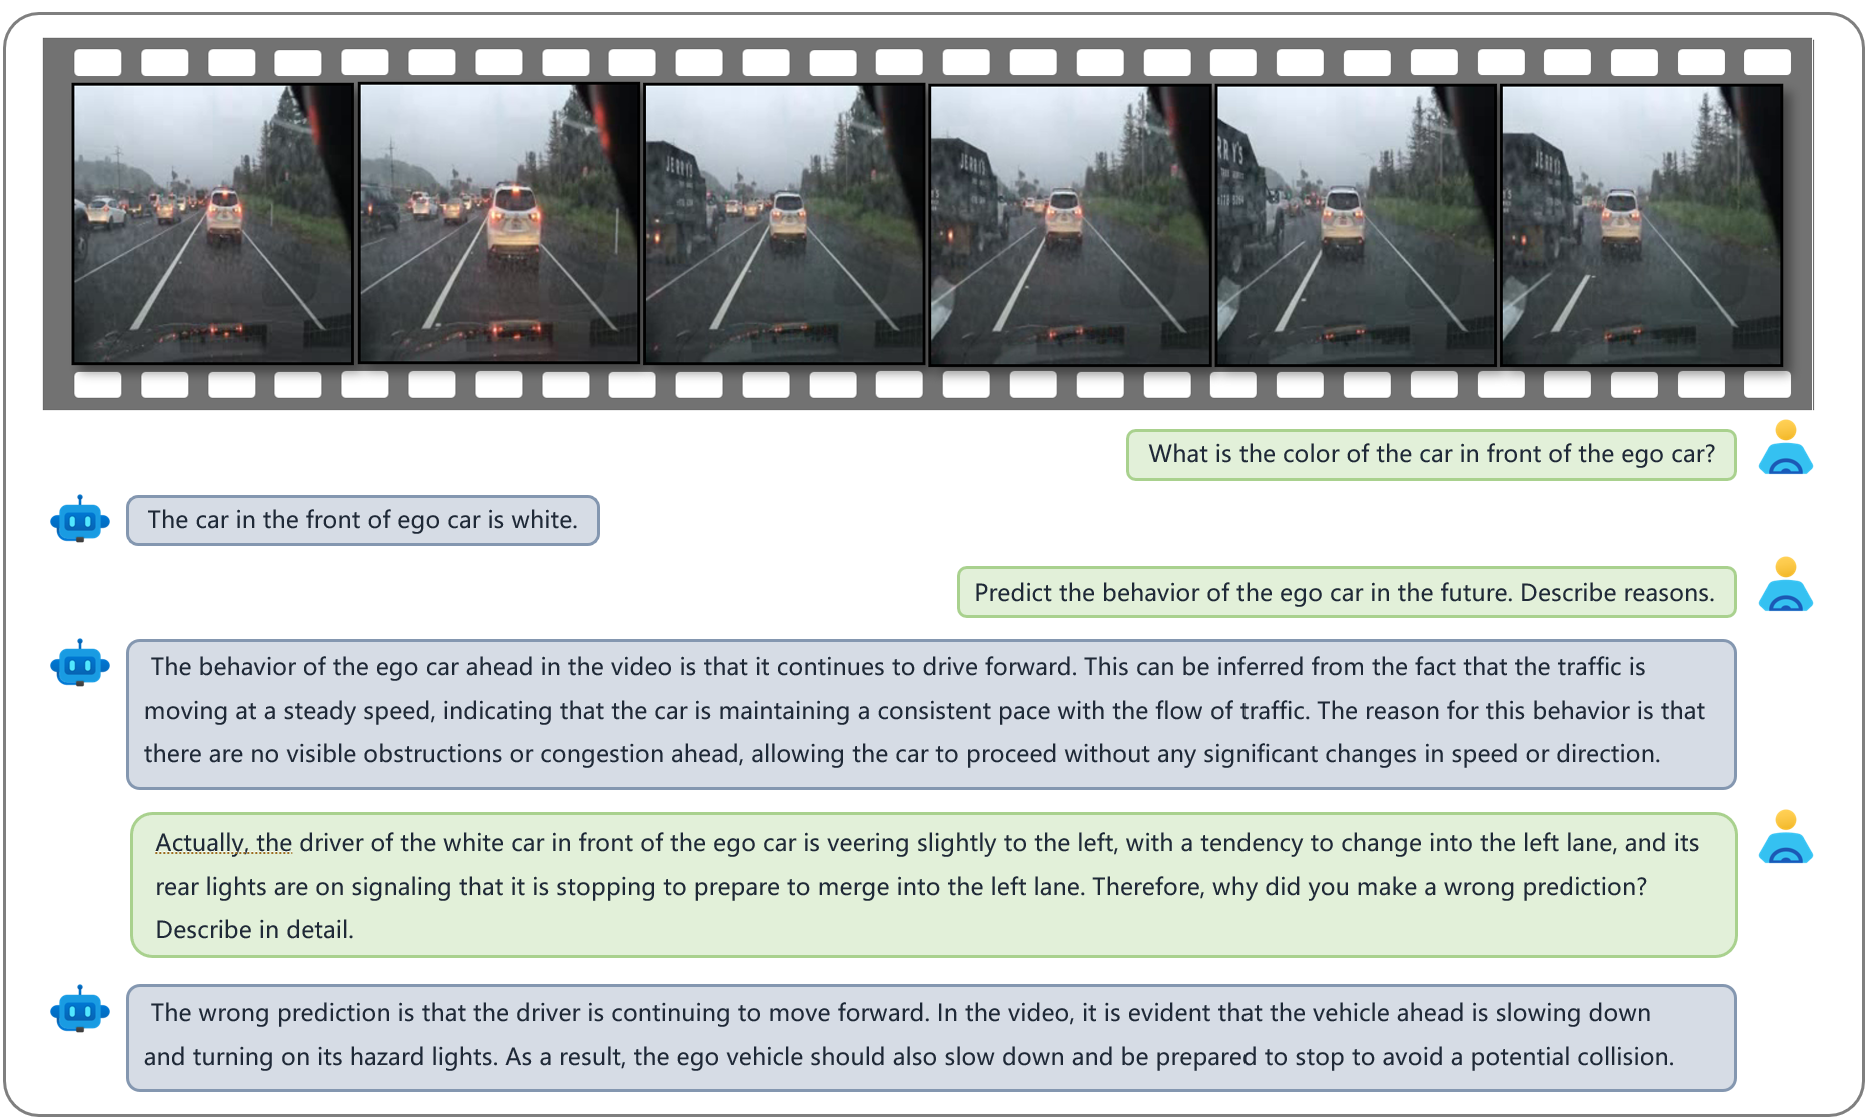 JERRY'S
JERRY'S
RRY'S
JERRY'S
What is the color of the car in front of the ego car?
The car in the front of ego car is white.
Predict the behavior of the ego car in the future. Describe reasons.
The behavior of the ego car ahead in the video is that it continues to drive forward. This can be inferred from the fact that the traffic is
moving at a steady speed, indicating that the car is maintaining a consistent pace with the flow of traffic. The reason for this behavior is that
there are no visible obstructions or congestion ahead, allowing the car to proceed without any significant changes in speed or direction.
Actually, the driver of the white car in front of the ego car is veering slightly to the left, with a tendency to change into the left lane, and its
rear lights are on signaling that it is stopping to prepare to merge into the left lane. Therefore, why did you make a wrong prediction?
Describe in detail.
The wrong prediction is that the driver is continuing to move forward. In the video, it is evident that the vehicle ahead is slowing down
and turning on its hazard lights. As a result, the ego vehicle should also slow down and be prepared to stop to avoid a potential collision.